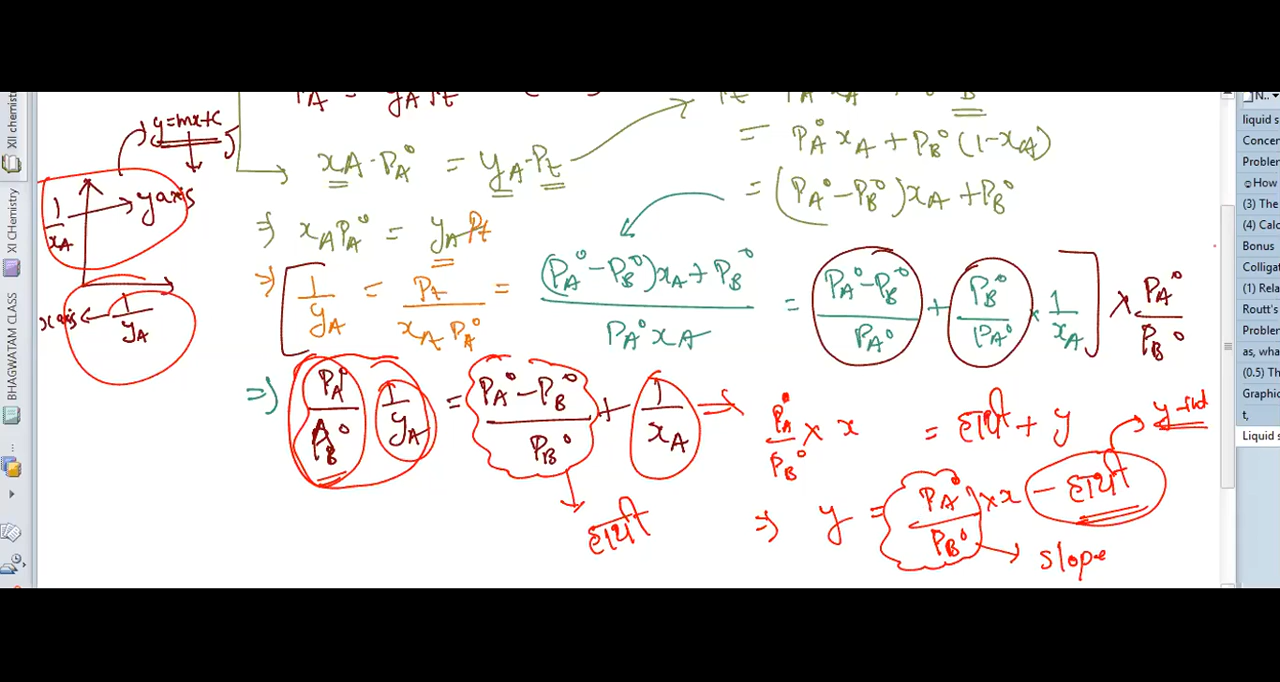 y=mx+c
1/xA → y axis
x axis ← 1/yA
xA·PA° = yA·Pt
= PA° xA + PB° (1-xA)
= (PA° - PB°) xA + PB°
⇒ xA PA° = yA Pt
⇒ [ 1/yA = Pt/(xA PA°) = ((PA° - PB°) xA + PB°)/(PA° xA) = (PA° - PB°)/PA° + PB°/PA° × 1/xA ] × PA°/PB°
⇒ PA°/PB° 1/yA = (PA° - PB°)/PB° + 1/xA ⇒ PA°/PB° × x = हाथी + y
हाथी
⇒ y = (PA°/PB°) × x - हाथी
→ slope
XII chemistry
XI CHemistry
BHAGWATAM CLASS
N..
liquid s
Concen
Problem
How
(3) The
(4) Calc
Bonus
Colligat
(1) Rela
Routt's
Problem
as, wha
(0.5) Th
Graphic
t,
Liquid s